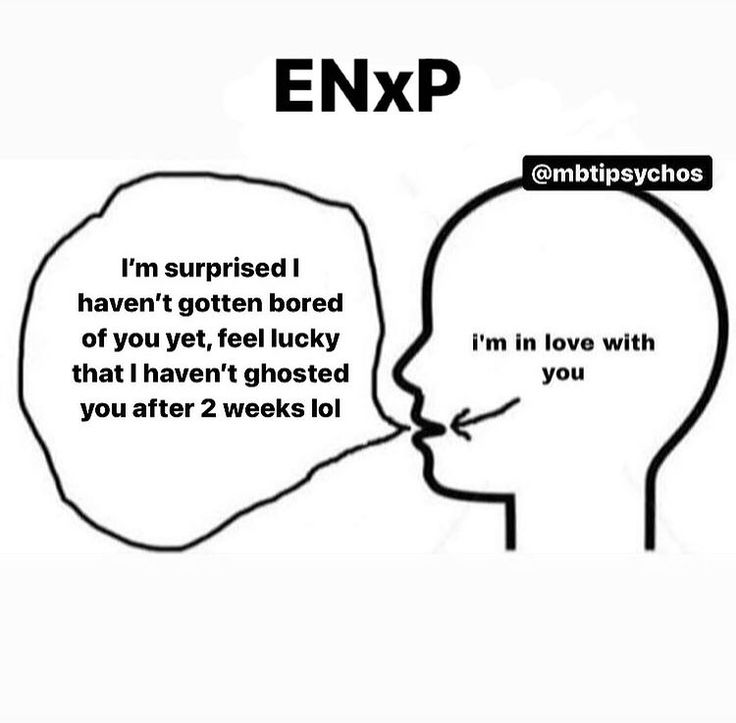 ENxP
@mbtipsychos
I'm surprised I
haven't gotten bored
of you yet, feel lucky
that I haven't ghosted
you after 2 weeks lol
i'm in love with
you